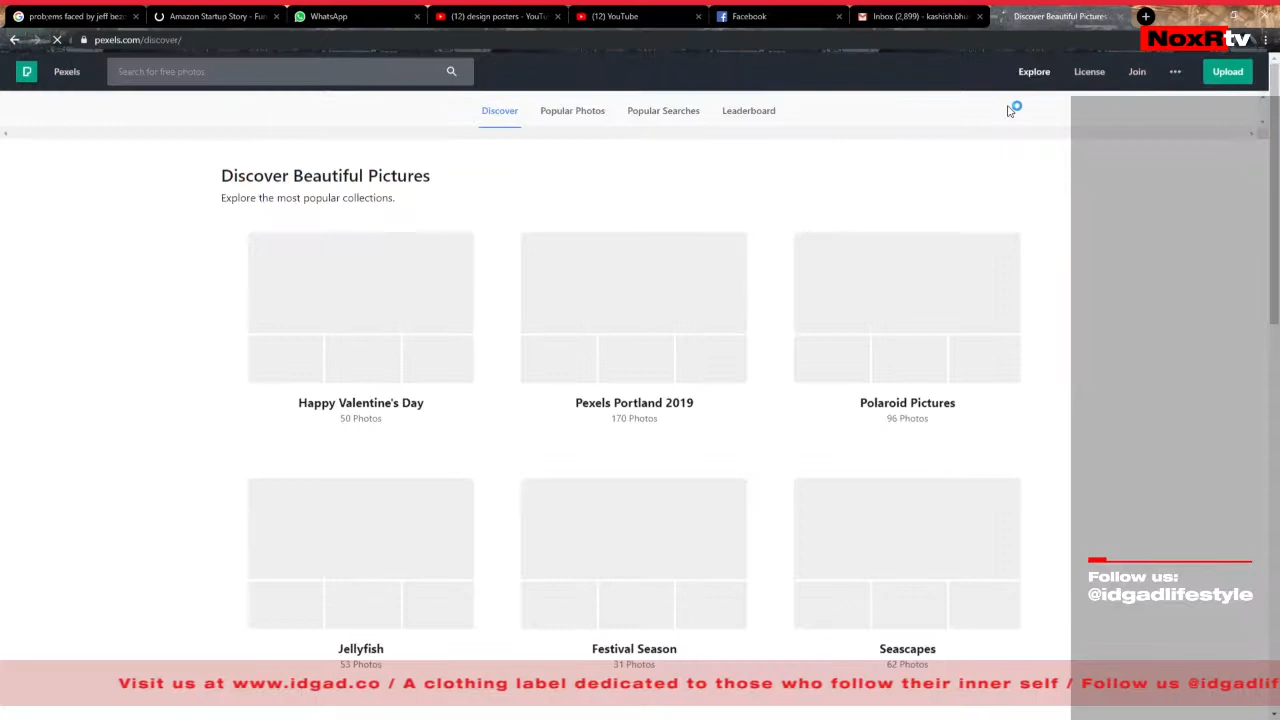 prob;ems faced by jeff bez
Amazon Startup Story - Fun
WhatsApp
(12) design posters - YouTu
(12) YouTube
Facebook
Inbox (2,899) - kashish.bhu
Discover Beautiful Pictures
pexels.com/discover/
NoxRtv
Pexels
Search for free photos
Explore
License
Join
Upload
Discover
Popular Photos
Popular Searches
Leaderboard
Discover Beautiful Pictures
Explore the most popular collections.
Happy Valentine's Day
50 Photos
Pexels Portland 2019
170 Photos
Polaroid Pictures
96 Photos
Follow us:
@idgadlifestyle
Jellyfish
53 Photos
Festival Season
31 Photos
Seascapes
62 Photos
Visit us at www.idgad.co / A clothing label dedicated to those who follow their inner self / Follow us @idgadlif